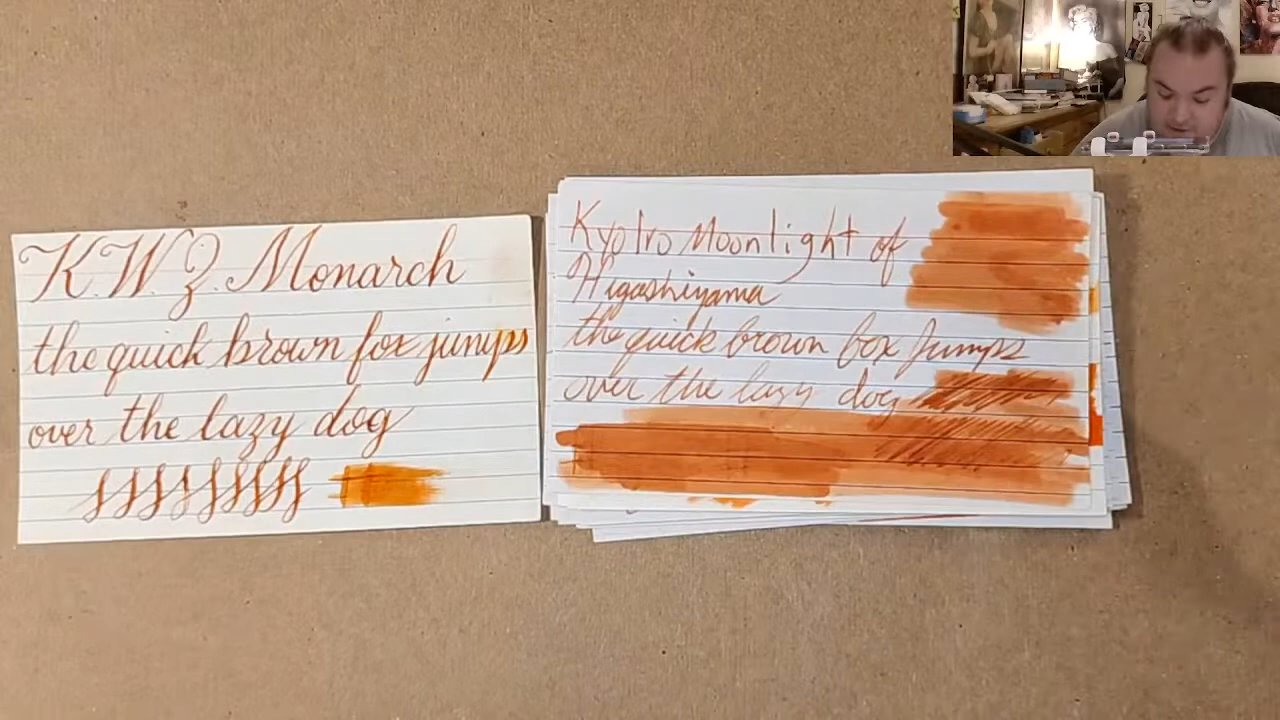 K.W.Z. Monarch
the quick brown fox jumps
over the lazy dog
Kyoto Moonlight of
Higashiyama
the quick brown box jumps
over the lazy dog